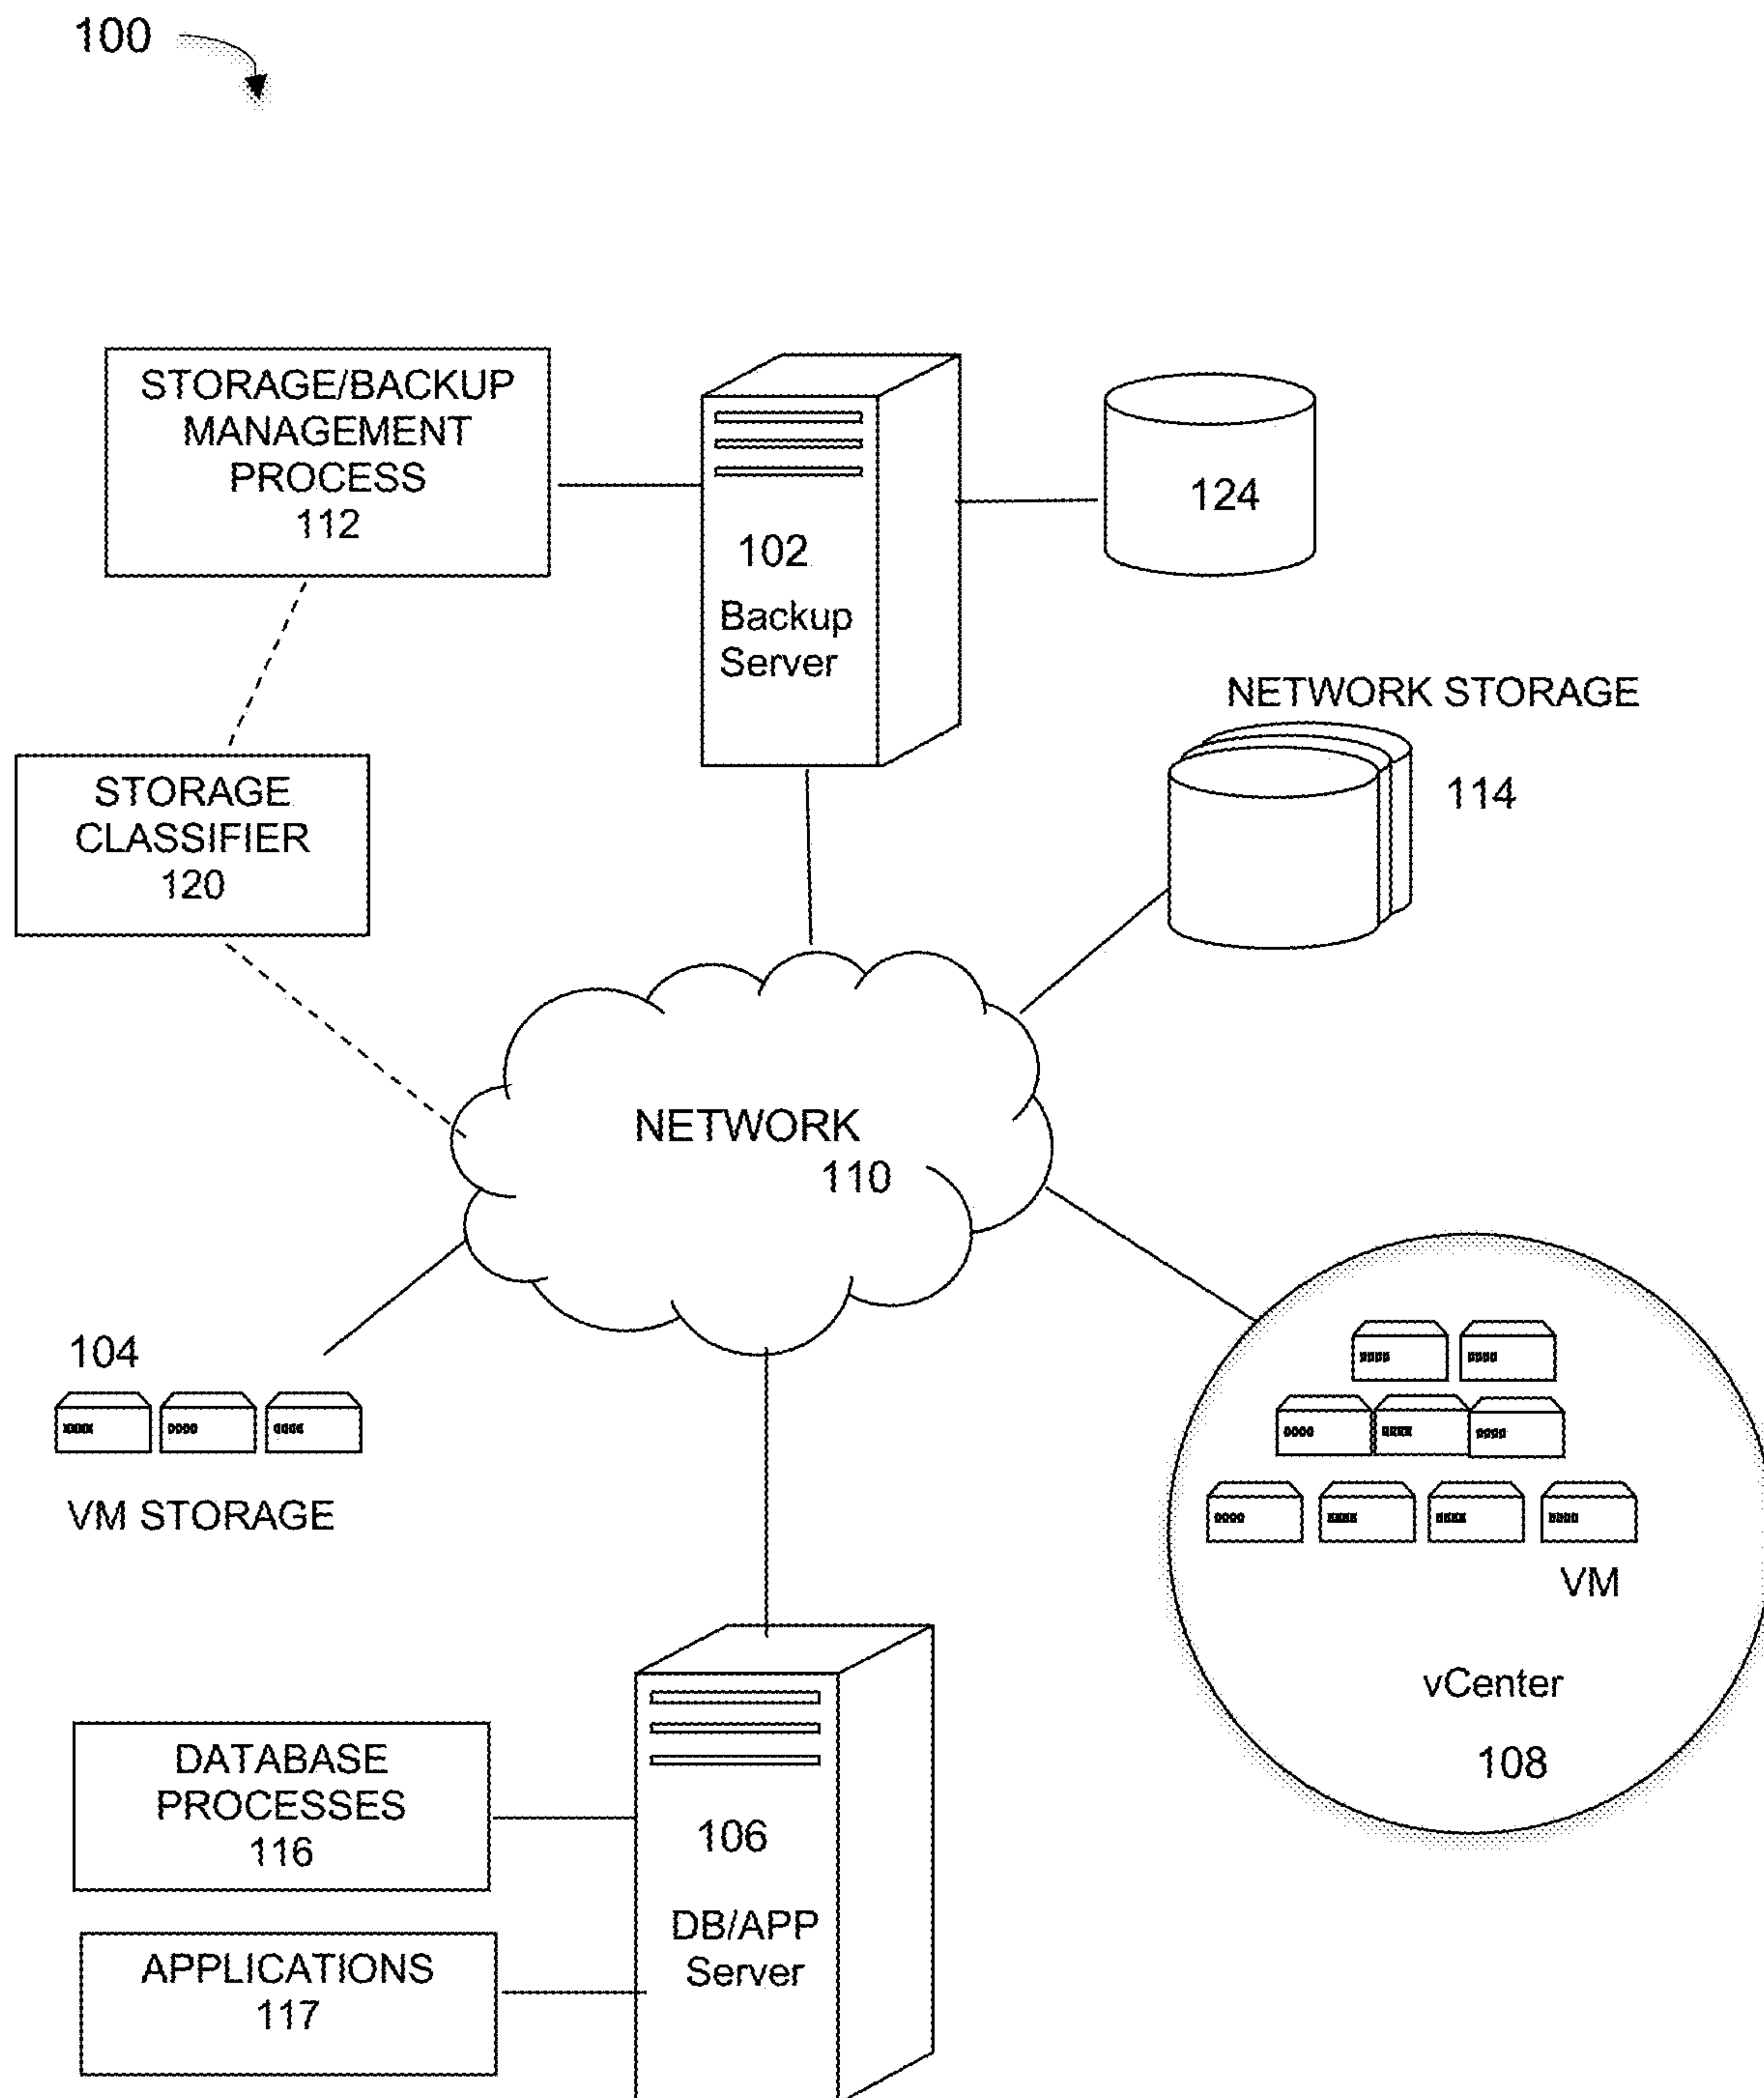 100
STORAGE/BACKUP
MANAGEMENT
PROCESS
112
102
Backup
Server
124
NETWORK STORAGE
114
STORAGE
CLASSIFIER
120
NETWORK
110
104
VM STORAGE
VM
vCenter
108
DATABASE
PROCESSES
116
106
DB/APP
Server
APPLICATIONS
117